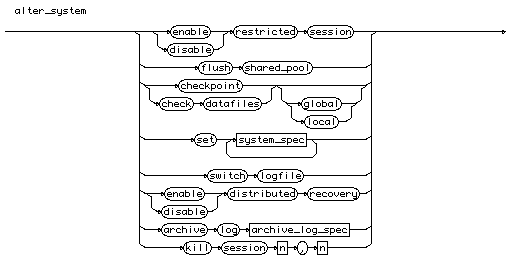 alter_system
enable restricted session
disable
flush shared_pool
checkpoint
check datafiles global
local
set system_spec
switch logfile
enable distributed recovery
disable
archive log archive_log_spec
kill session n , n